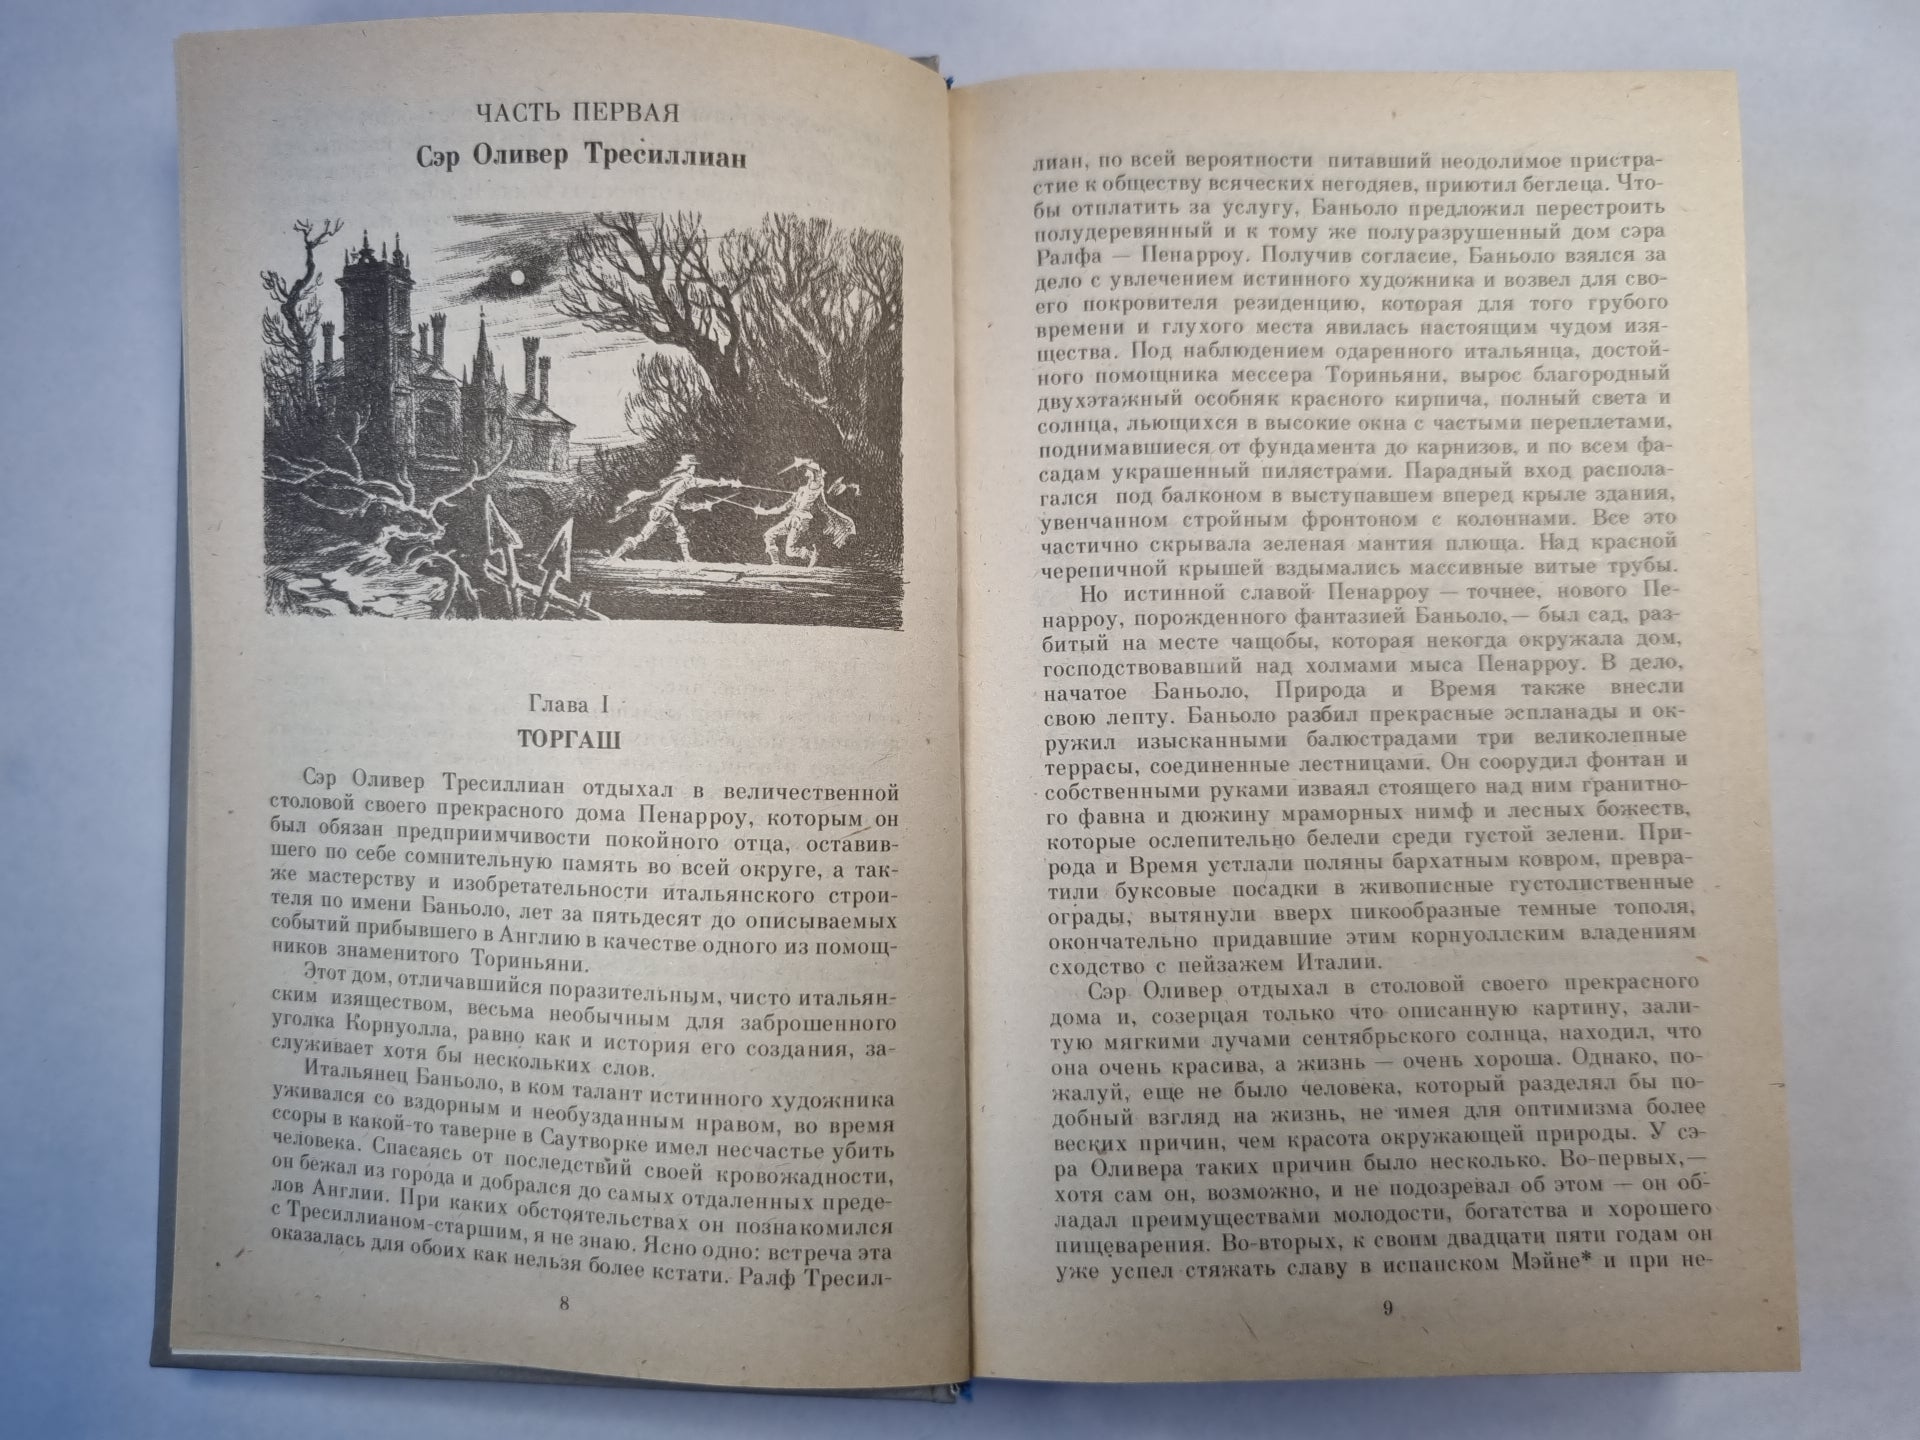 ЧАСТЬ ПЕРВАЯ
Сэр Оливер Тресиллиан
Глава I
ТОРГАШ
Сэр Оливер Тресиллиан отдыхал в величественной
столовой своего прекрасного дома Пенарроу, которым он
был обязан предприимчивости покойного отца, оставив-
шего по себе сомнительную память во всей округе, а так-
же мастерству и изобретательности итальянского строи-
теля по имени Баньоло, лет за пятьдесят до описываемых
событий прибывшего в Англию в качестве одного из помощ-
ников знаменитого Ториньяни.
Этот дом, отличавшийся поразительным, чисто итальян-
ским изяществом, весьма необычным для заброшенного
уголка Корнуолла, равно как и история его создания, за-
служивает хотя бы нескольких слов.
Итальянец Баньоло, в ком талант истинного художника
уживался со вздорным и необузданным нравом, во время
ссоры в какой-то таверне в Саутворке имел несчастье убить
человека. Спасаясь от последствий своей кровожадности,
он бежал из города и добрался до самых отдаленных преде-
лов Англии. При каких обстоятельствах он познакомился
с Тресиллианом-старшим, я не знаю. Ясно одно: встреча эта
оказалась для обоих как нельзя более кстати. Ралф Тресил-
8
лиан, по всей вероятности питавший неодолимое пристра-
стие к обществу всяческих негодяев, приютил беглеца. Что-
бы отплатить за услугу, Баньоло предложил перестроить
полудеревянный и к тому же полуразрушенный дом сэра
Ралфа — Пенарроу. Получив согласие, Баньоло взялся за
дело с увлечением истинного художника и возвел для сво-
его покровителя резиденцию, которая для того грубого
времени и глухого места явилась настоящим чудом изя-
щества. Под наблюдением одаренного итальянца, достой-
ного помощника мессера Ториньяни, вырос благородный
двухэтажный особняк красного кирпича, полный света и
солнца, льющихся в высокие окна с частыми переплетами,
поднимавшиеся от фундамента до карнизов, и по всем фа-
садам украшенный пилястрами. Парадный вход распола-
гался под балконом в выступавшем вперед крыле здания,
увенчанном стройным фронтоном с колоннами. Все это
частично скрывала зеленая мантия плюща. Над красной
черепичной крышей вздымались массивные витые трубы.
Но истинной славой Пенарроу — точнее, нового Пе-
нарроу, порожденного фантазией Баньоло,— был сад, раз-
битый на месте чащобы, которая некогда окружала дом,
господствовавший над холмами мыса Пенарроу. В дело,
начатое Баньоло, Природа и Время также внесли
свою лепту. Баньоло разбил прекрасные эспланады и ок-
ружил изысканными балюстрадами три великолепные
террасы, соединенные лестницами. Он соорудил фонтан и
собственными руками изваял стоящего над ним гранитно-
го фавна и дюжину мраморных нимф и лесных божеств,
которые ослепительно белели среди густой зелени. При-
рода и Время устлали поляны бархатным ковром, превра-
тили буксовые посадки в живописные густолиственные
ограды, вытянули вверх пикообразные темные тополя,
окончательно придавшие этим корнуоллским владениям
сходство с пейзажем Италии.
Сэр Оливер отдыхал в столовой своего прекрасного
дома и, созерцая только что описанную картину, зали-
тую мягкими лучами сентябрьского солнца, находил, что
она очень красива, а жизнь — очень хороша. Однако, по-
жалуй, еще не было человека, который разделял бы по-
добный взгляд на жизнь, не имея для оптимизма более
веских причин, чем красота окружающей природы. У сэ-
ра Оливера таких причин было несколько. Во-первых,—
хотя сам он, возможно, и не подозревал об этом — он об-
ладал преимуществами молодости, богатства и хорошего
пищеварения. Во-вторых, к своим двадцати пяти годам он
уже успел стяжать славу в испанском Мэйне* и при не-
9